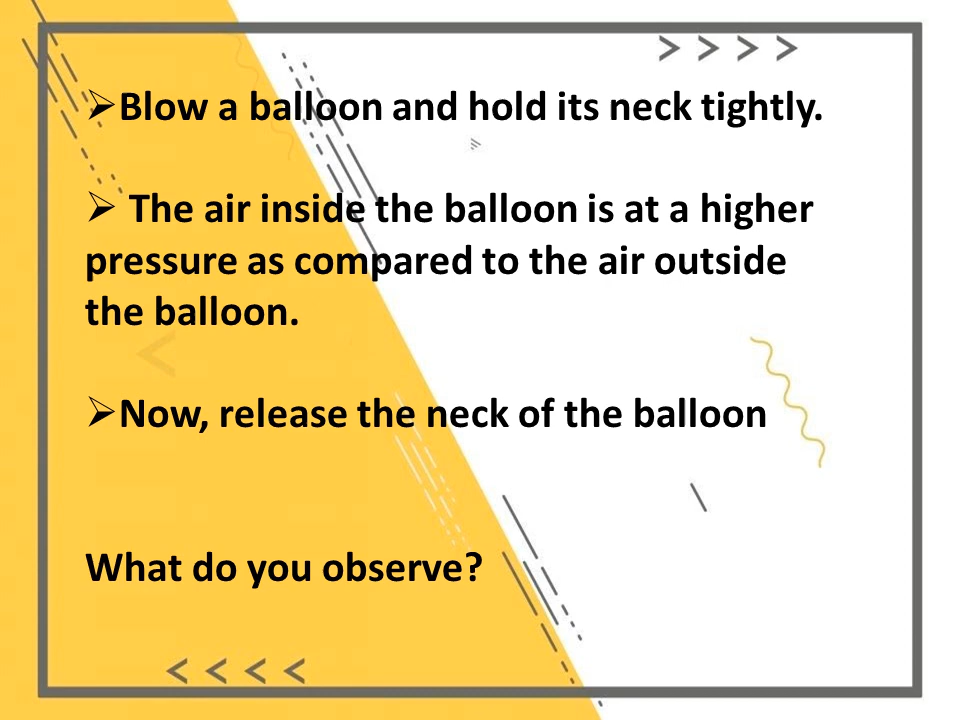 ➢Blow a balloon and hold its neck tightly.
➢ The air inside the balloon is at a higher
pressure as compared to the air outside
the balloon.
➢Now, release the neck of the balloon
What do you observe?